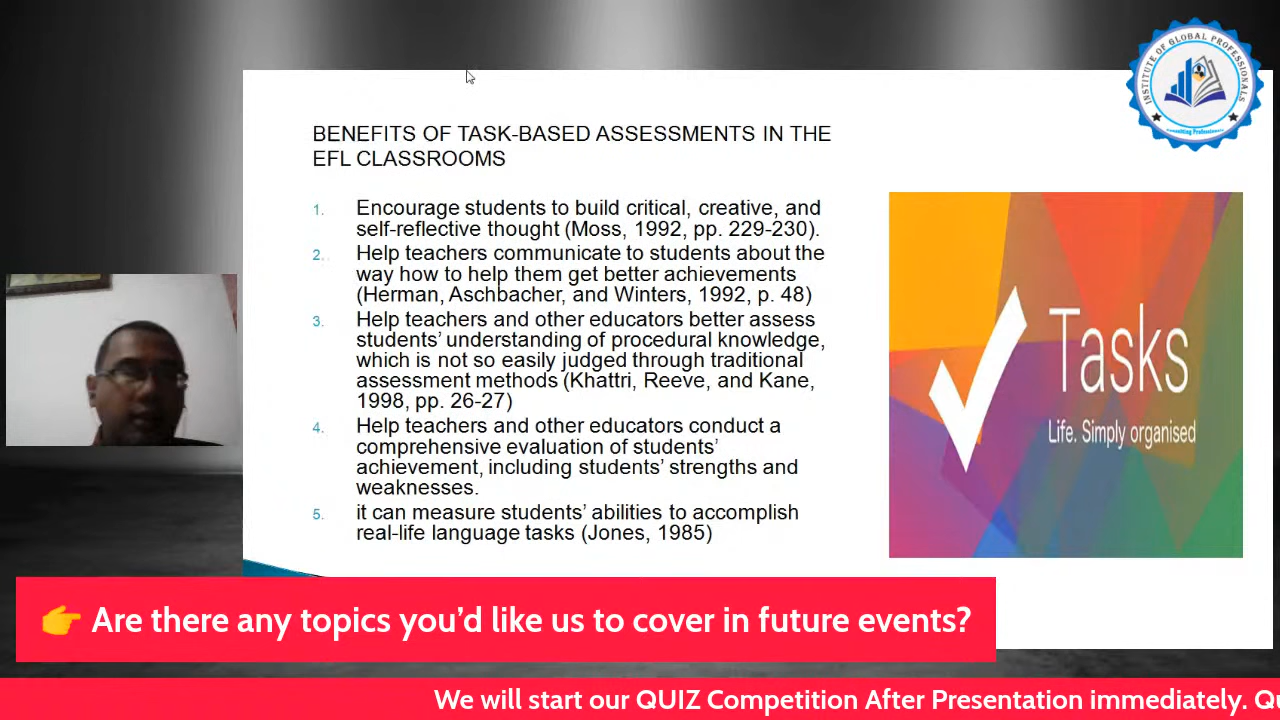 INSTITUTE OF GLOBAL PROFESSIONALS
Connecting Professionals
BENEFITS OF TASK-BASED ASSESSMENTS IN THE
EFL CLASSROOMS
1. Encourage students to build critical, creative, and
self-reflective thought (Moss, 1992, pp. 229-230).
2. Help teachers communicate to students about the
way how to help them get better achievements
(Herman, Aschbacher, and Winters, 1992, p. 48)
3. Help teachers and other educators better assess
students’ understanding of procedural knowledge,
which is not so easily judged through traditional
assessment methods (Khattri, Reeve, and Kane,
1998, pp. 26-27)
4. Help teachers and other educators conduct a
comprehensive evaluation of students’
achievement, including students’ strengths and
weaknesses.
5. it can measure students’ abilities to accomplish
real-life language tasks (Jones, 1985)
Tasks
Life. Simply organised
👉 Are there any topics you’d like us to cover in future events?
We will start our QUIZ Competition After Presentation immediately. Qu